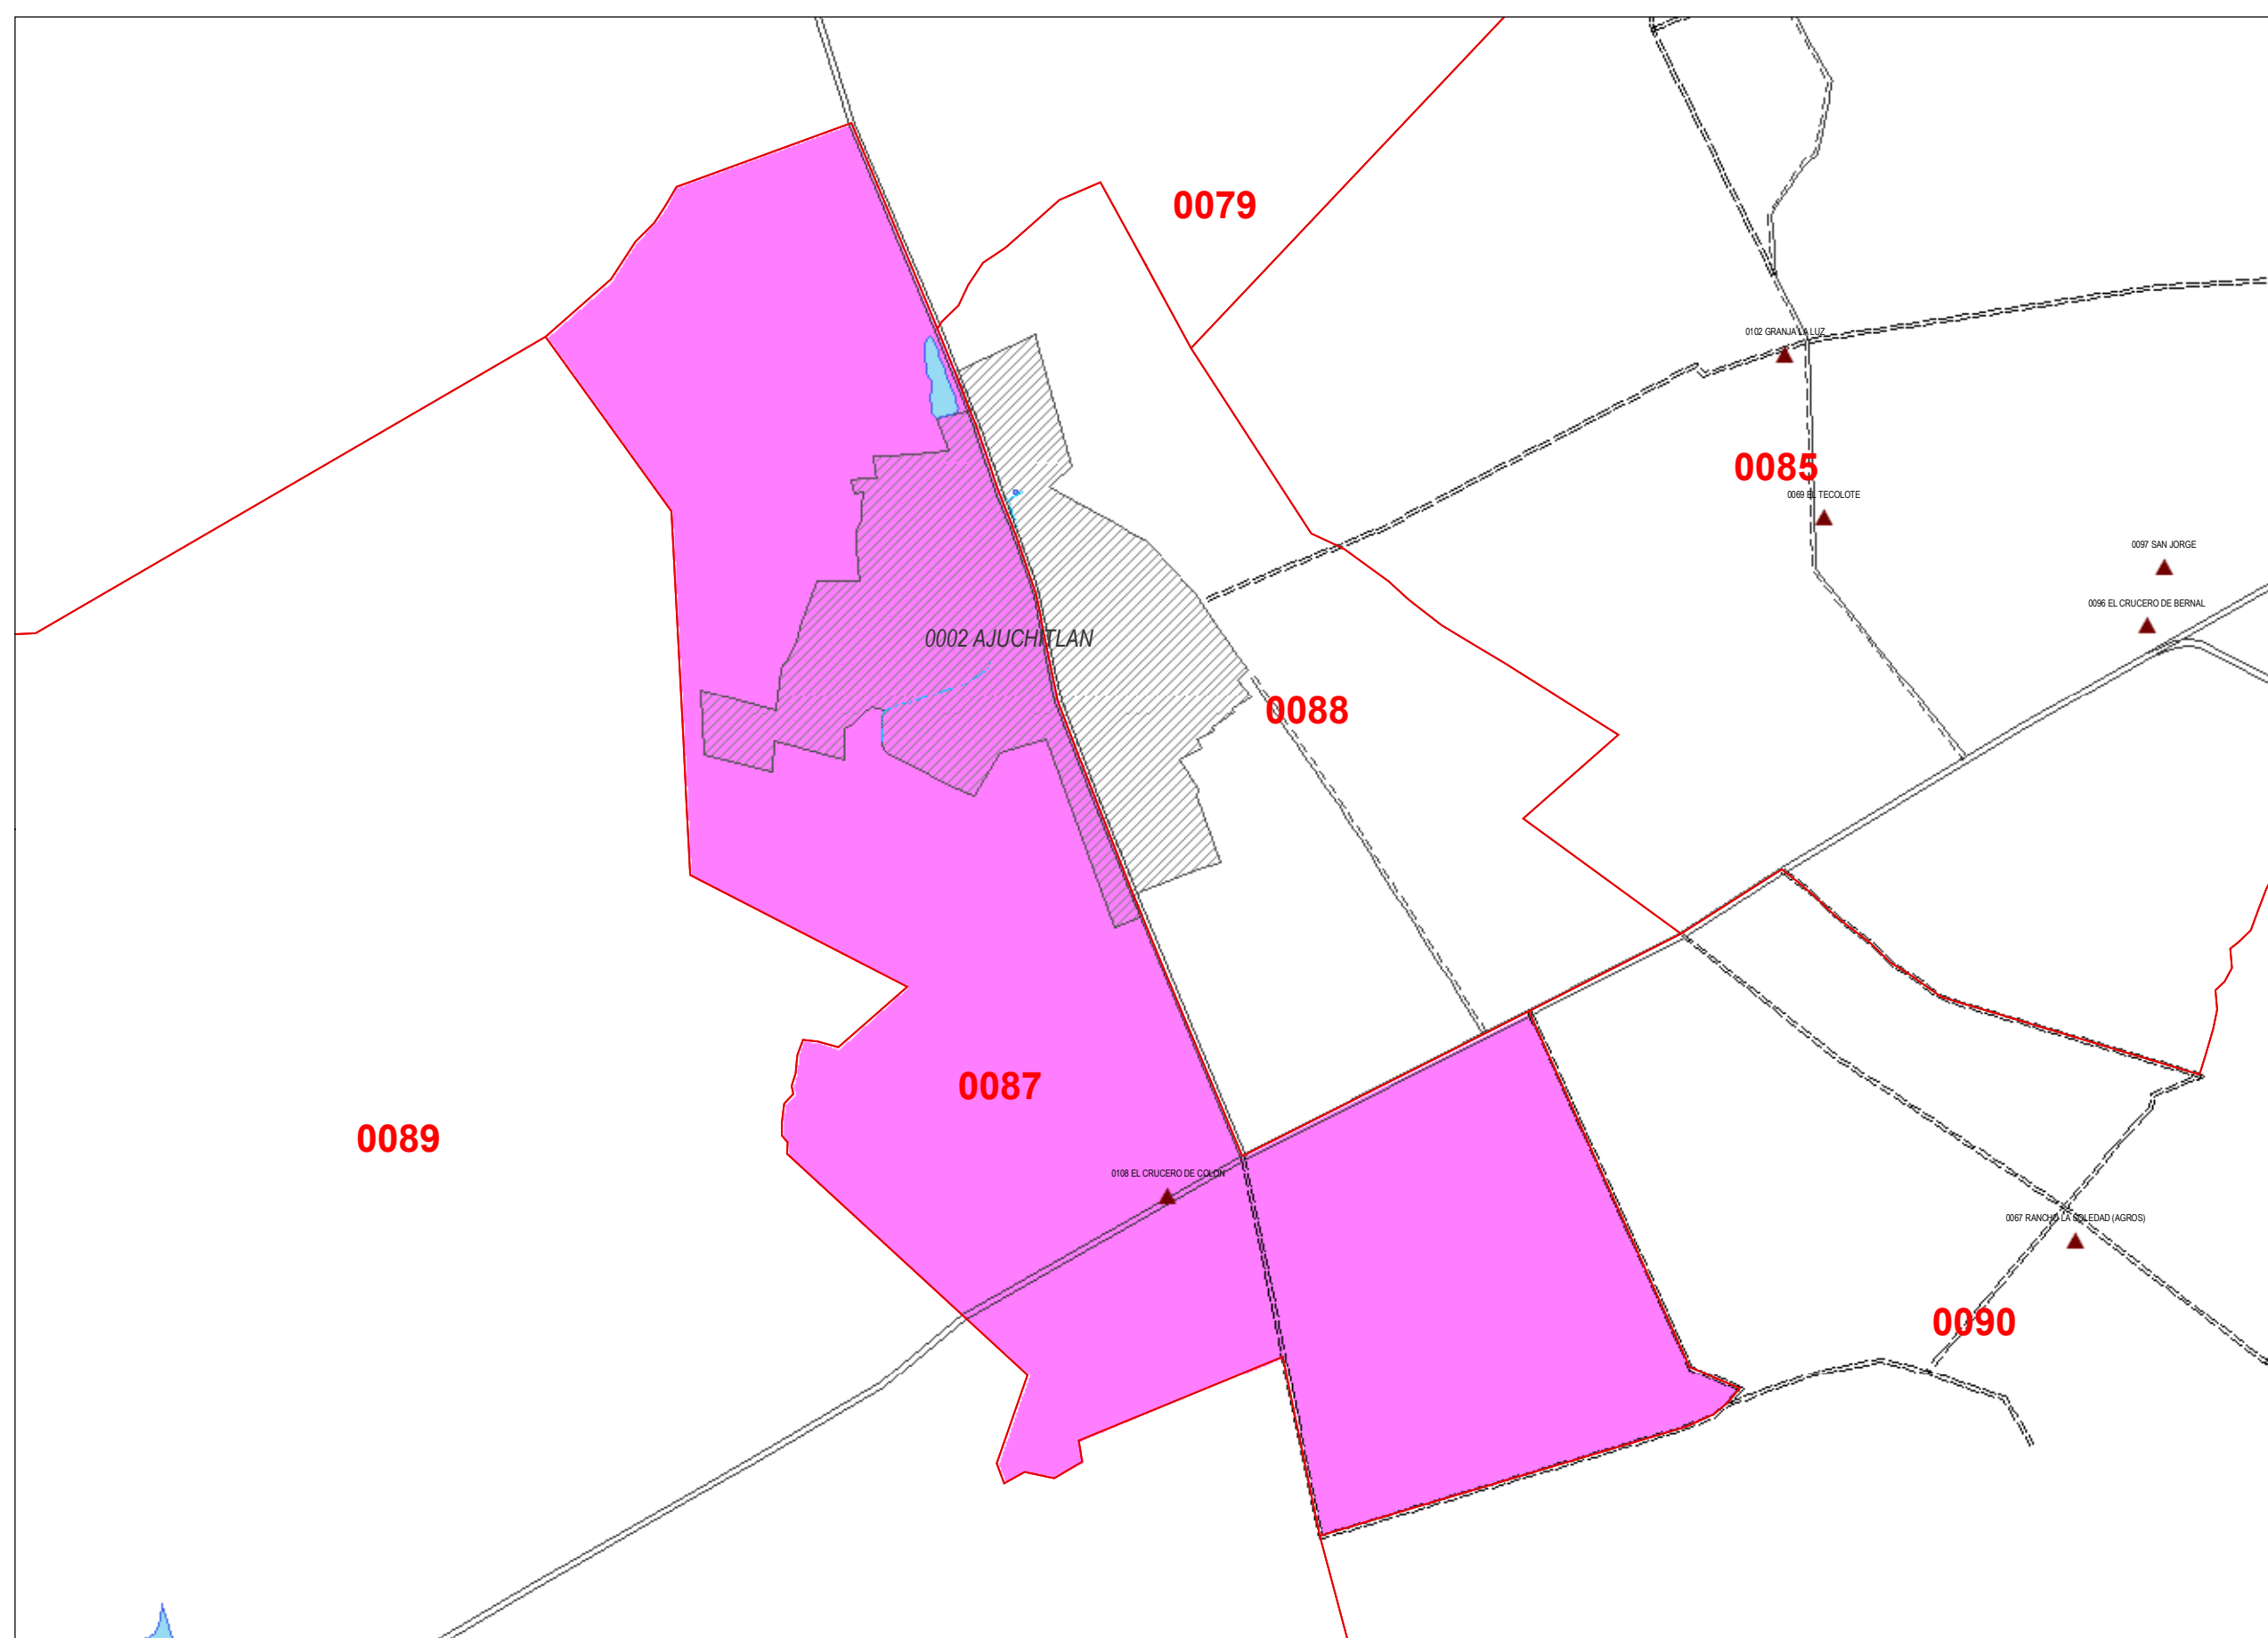 0079
0102 GRANJA LA LUZ
0085
0069 EL TECOLOTE
0097 SAN JORGE
0096 EL CRUCERO DE BERNAL
0002 AJUCHITLAN
0088
0087
0089
0108 EL CRUCERO DE COLON
0067 RANCHO LA SOLEDAD (AGROS)
0090